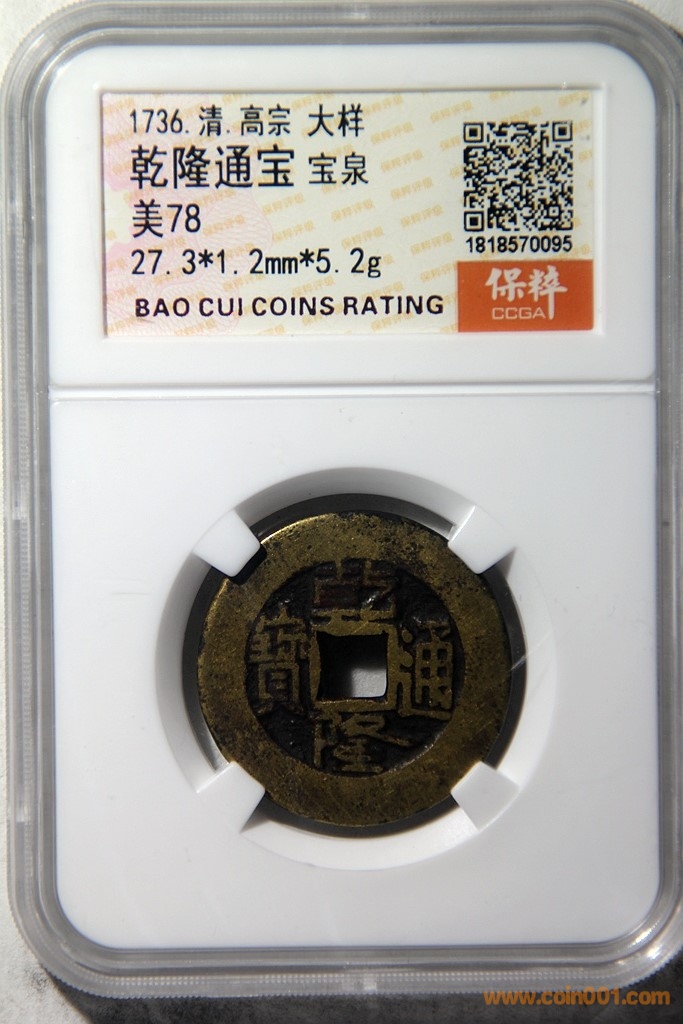 1736.清.高宗 大样
乾隆通宝 宝泉
美78
27.3*1.2mm*5.2g
BAO CUI COINS RATING
1818570095
保粹
CCGA
乾
寶 通
隆
www.coin001.com